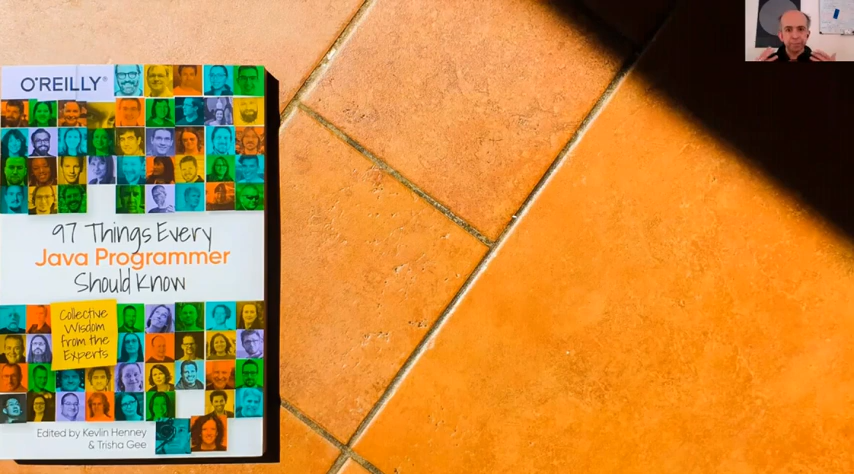 O'REILLY®
97 Things Every
Java Programmer
Should Know
Collective
Wisdom
from the
Experts
Edited by Kevlin Henney
& Trisha Gee